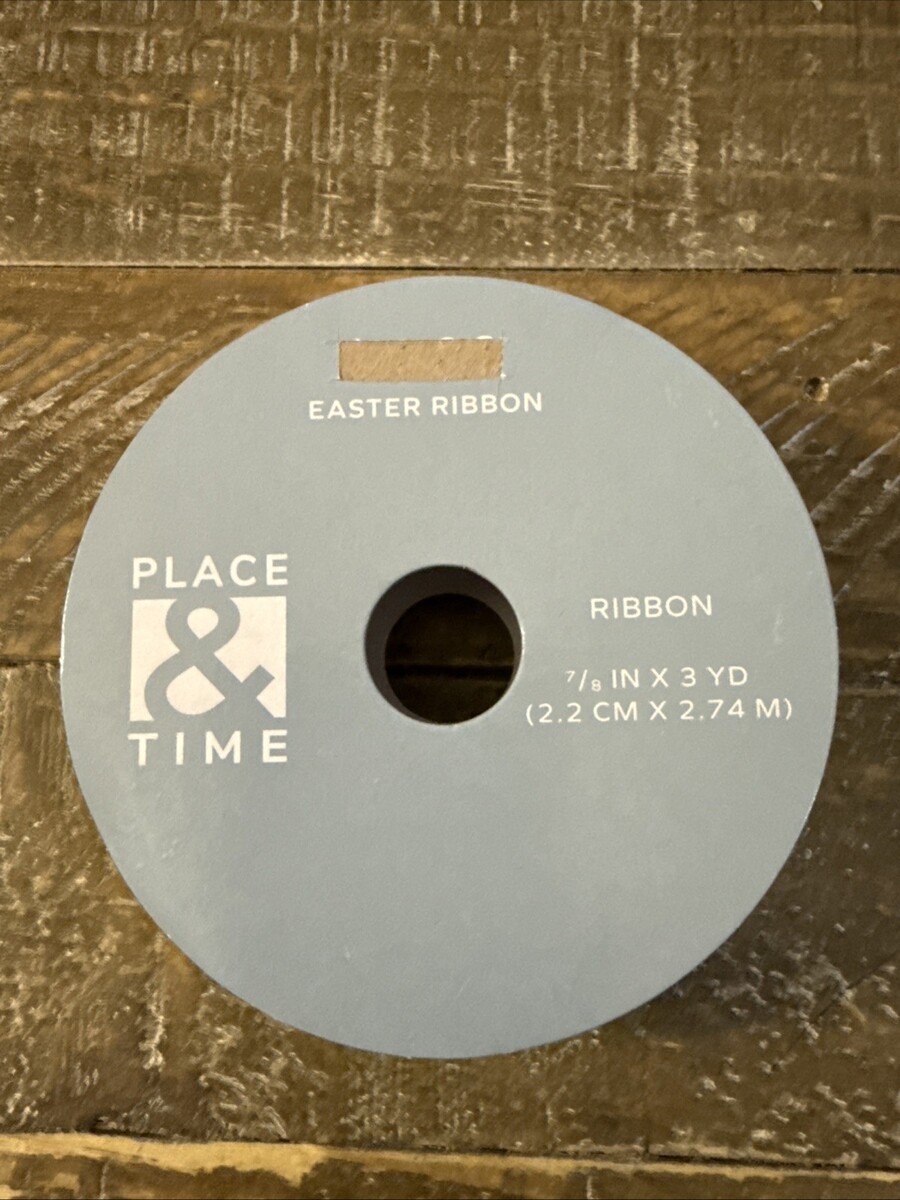 EASTER RIBBON
PLACE
&
TIME
RIBBON
⁷/₈ IN X 3 YD
(2.2 CM X 2.74 M)